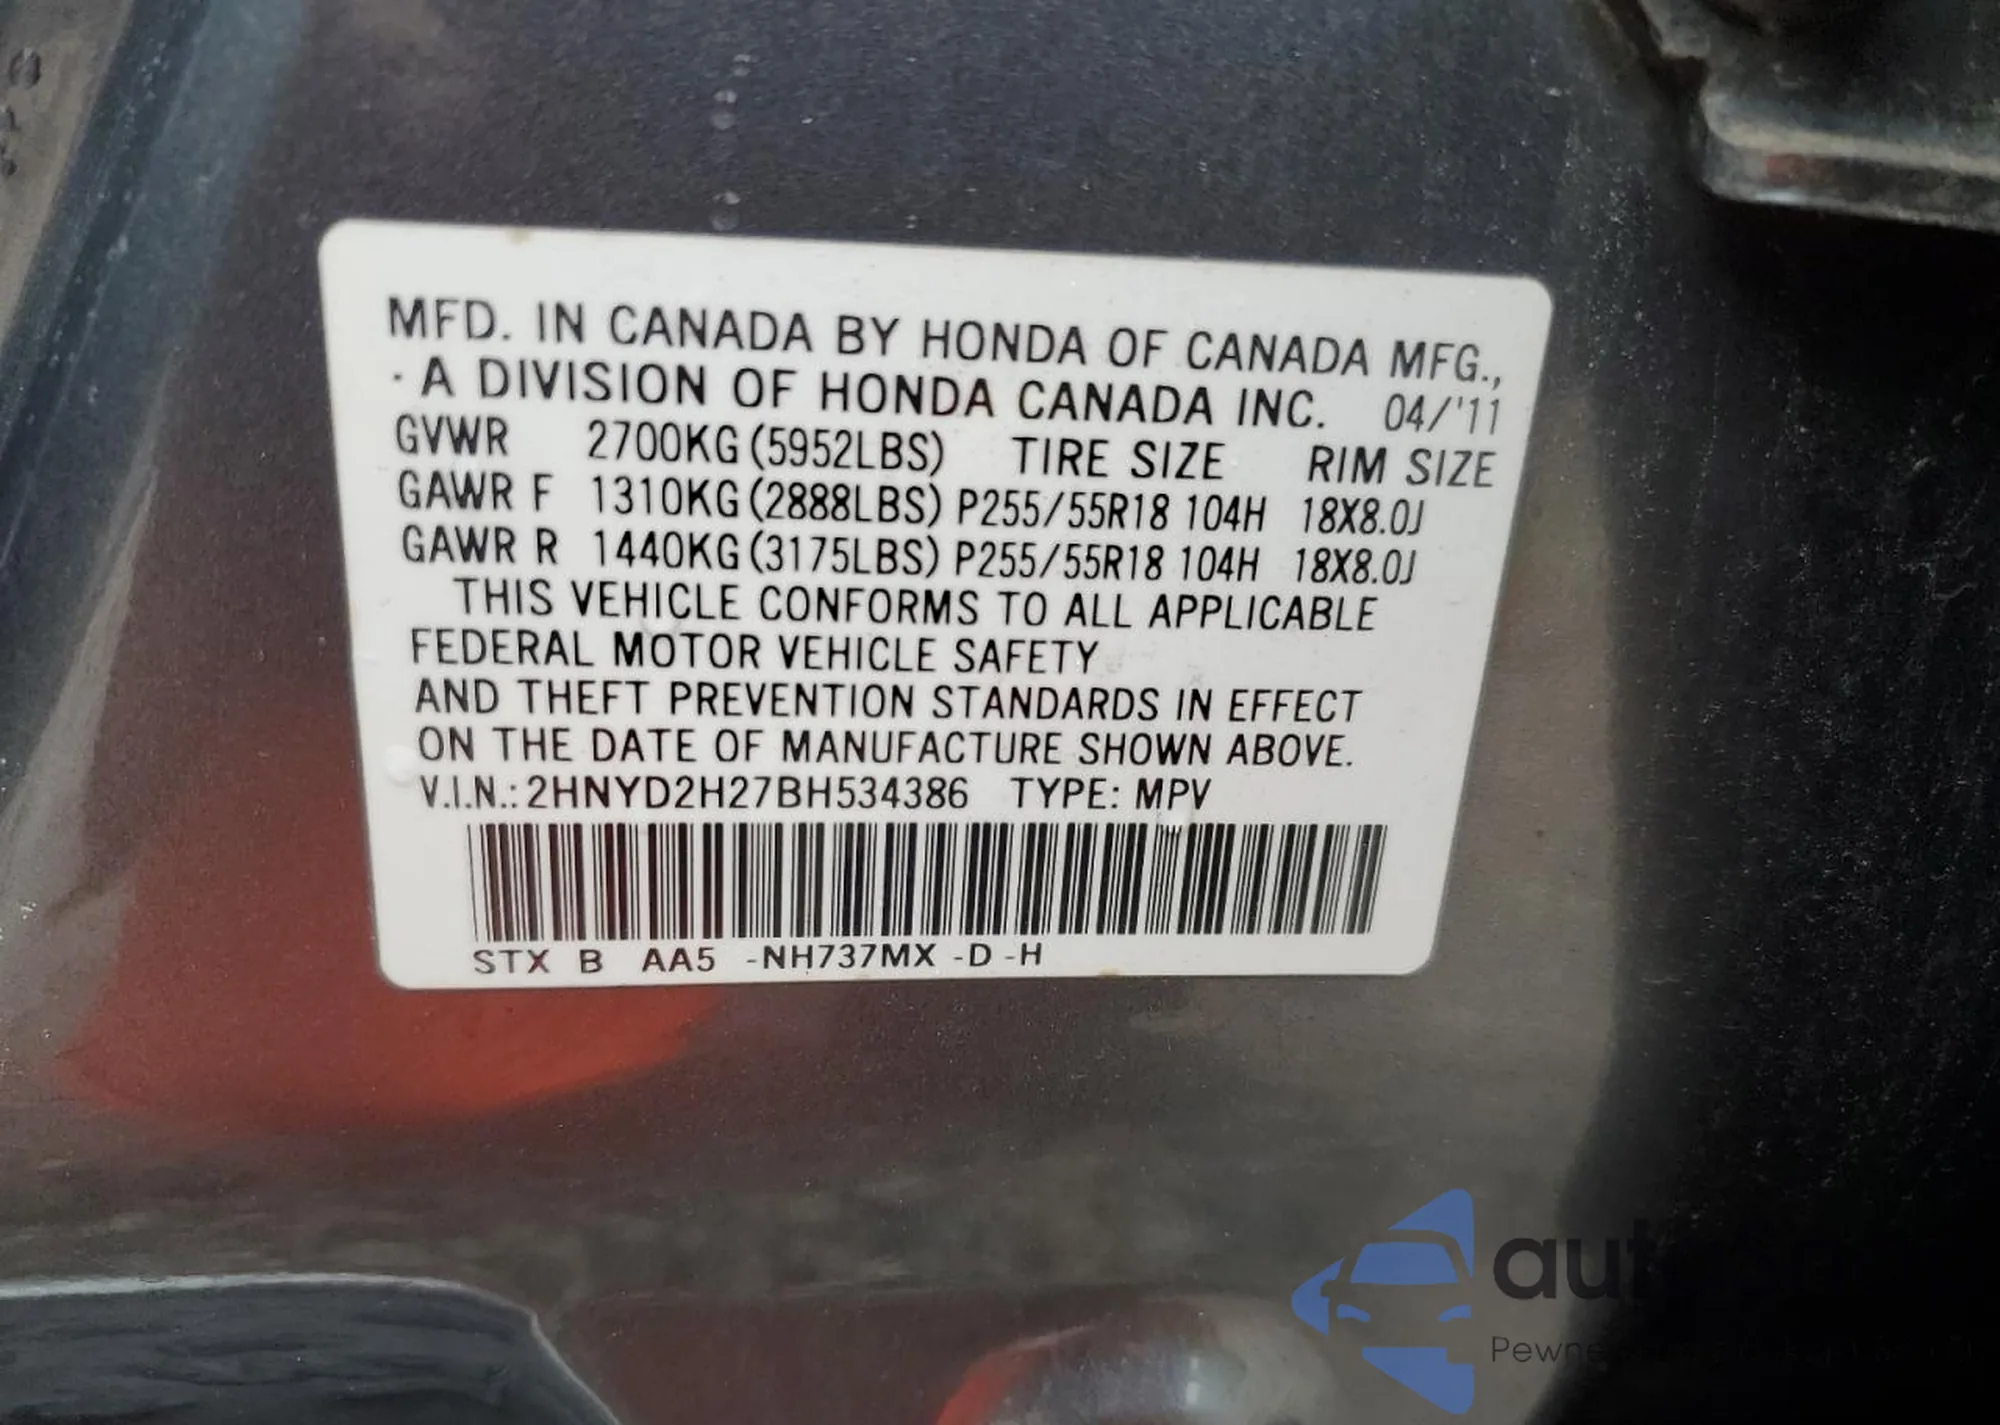 MFD. IN CANADA BY HONDA OF CANADA MFG.,
· A DIVISION OF HONDA CANADA INC. 04/'11
GVWR 2700KG (5952LBS) TIRE SIZE RIM SIZE
GAWR F 1310KG (2888LBS) P255/55R18 104H 18X8.0J
GAWR R 1440KG (3175LBS) P255/55R18 104H 18X8.0J
THIS VEHICLE CONFORMS TO ALL APPLICABLE
FEDERAL MOTOR VEHICLE SAFETY
AND THEFT PREVENTION STANDARDS IN EFFECT
ON THE DATE OF MANUFACTURE SHOWN ABOVE.
V.I.N.: 2HNYD2H27BH534386 TYPE: MPV
STX B AA5 -NH737MX -D -H